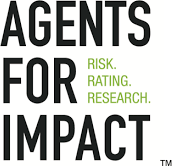 AGENTS
FOR
RISK.
RATING.
RESEARCH.
IMPACT
TM